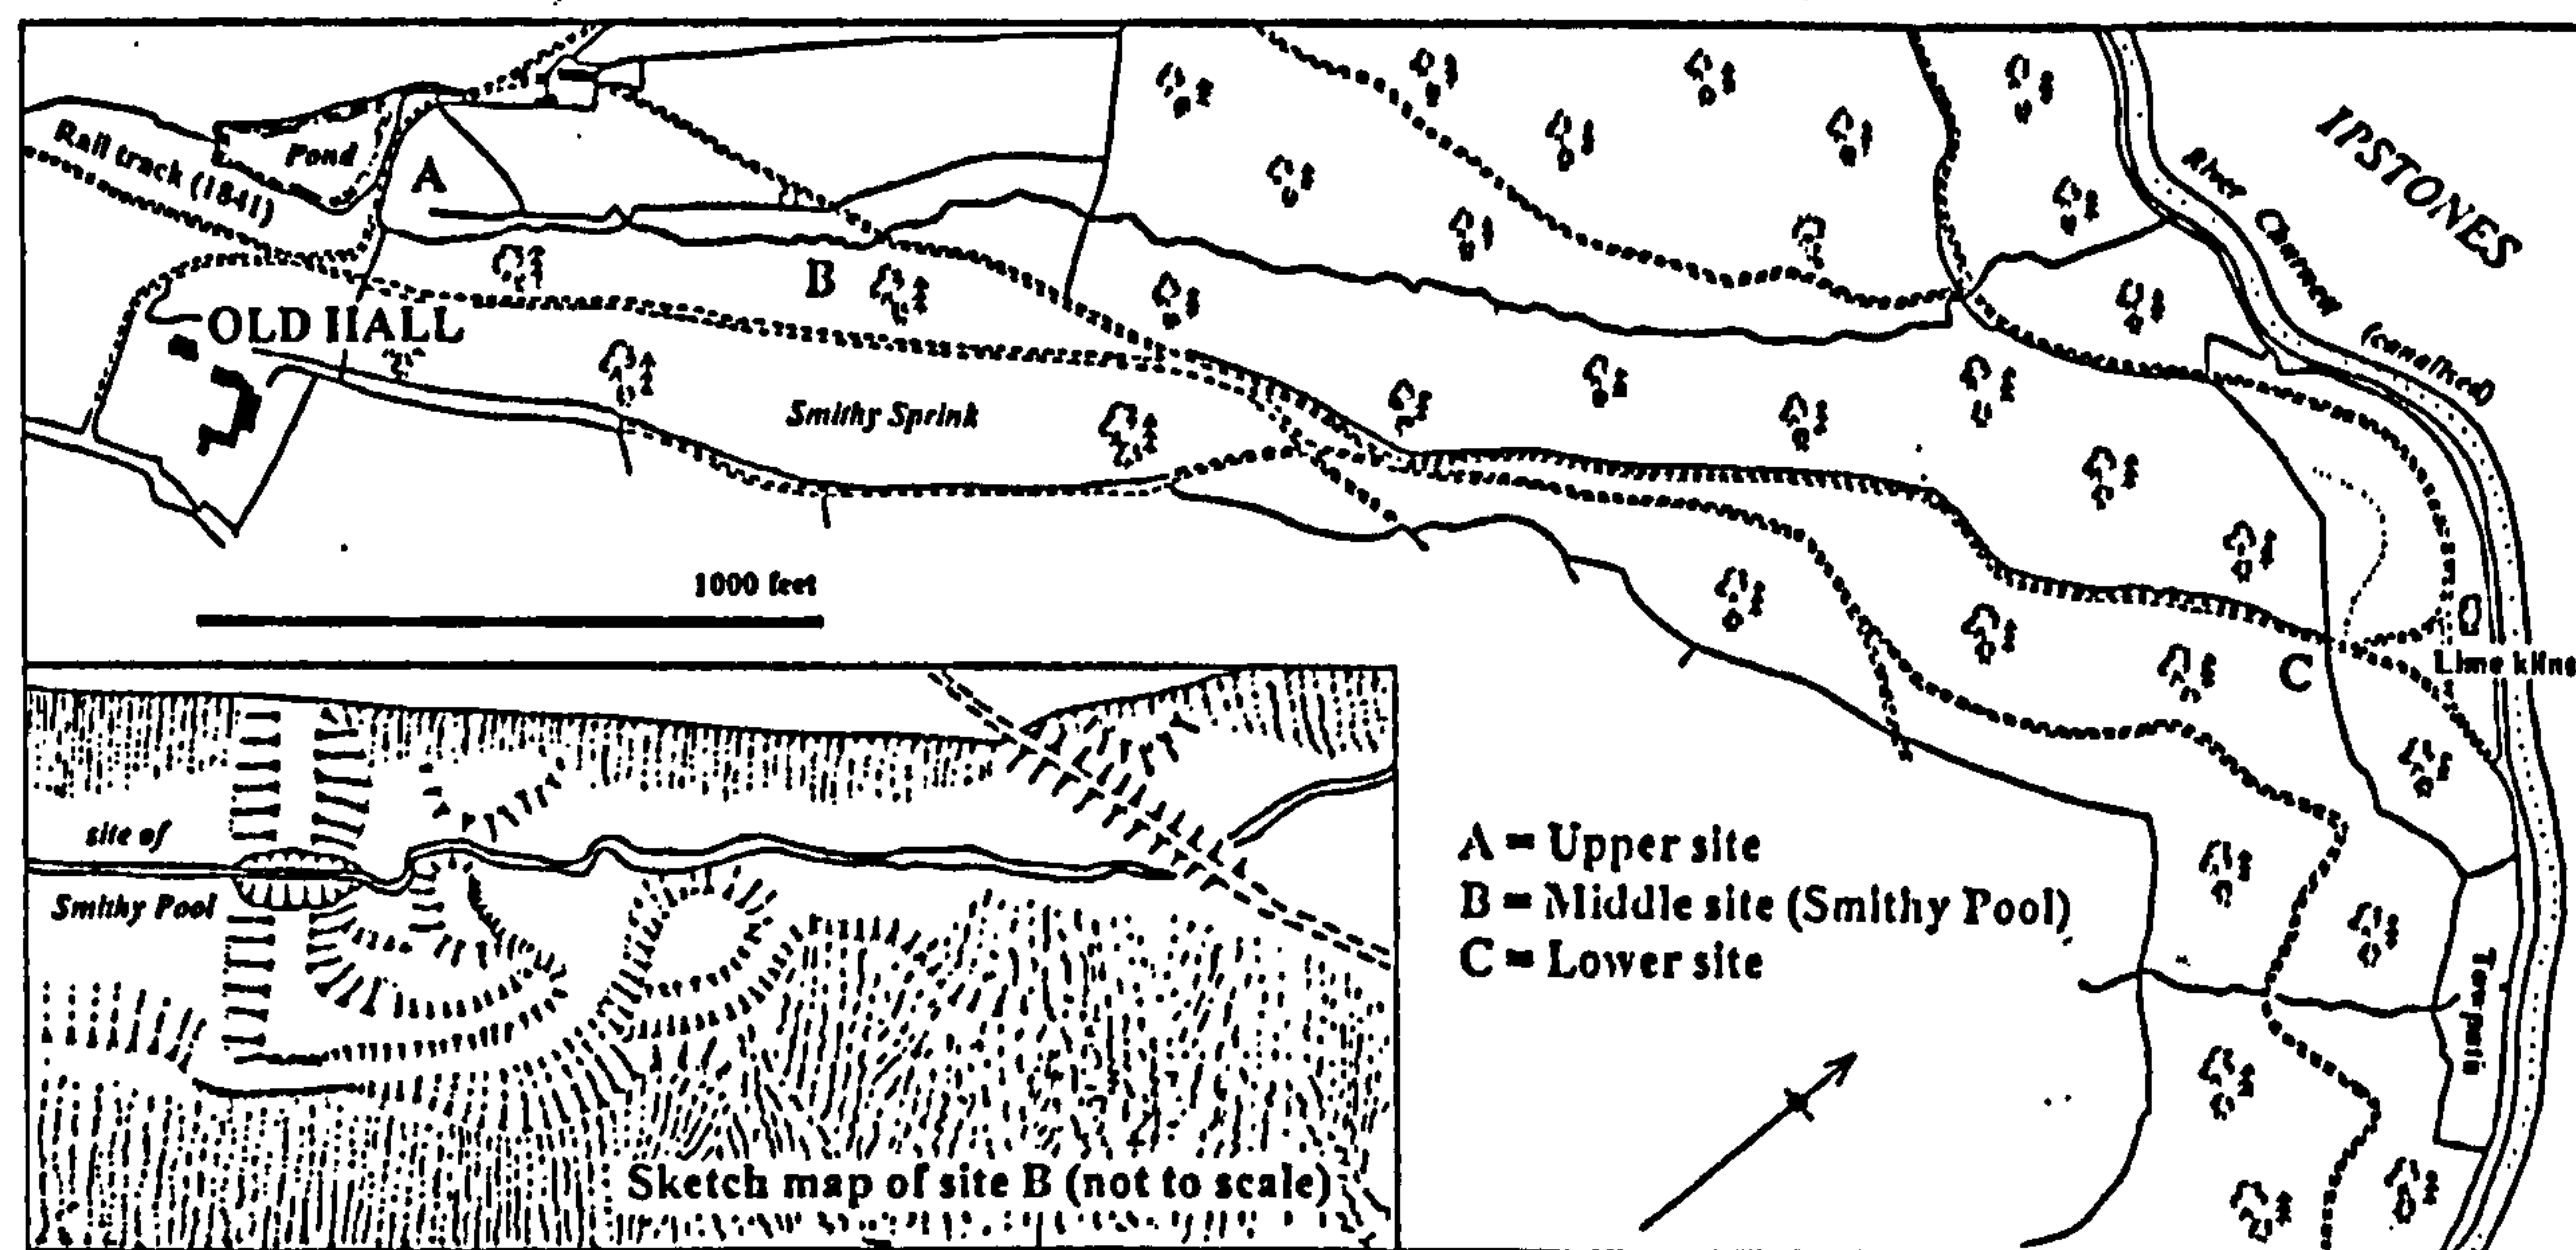 IPSTONES
River Churnet (canalised)
Rail track (1841)
Pond
A
B
OLD HALL
Smithy Sprink
1000 feet
C
Lime kilns
site of
Smithy Pool
A = Upper site
B = Middle site (Smithy Pool)
C = Lower site
Towpath
Sketch map of site B (not to scale)